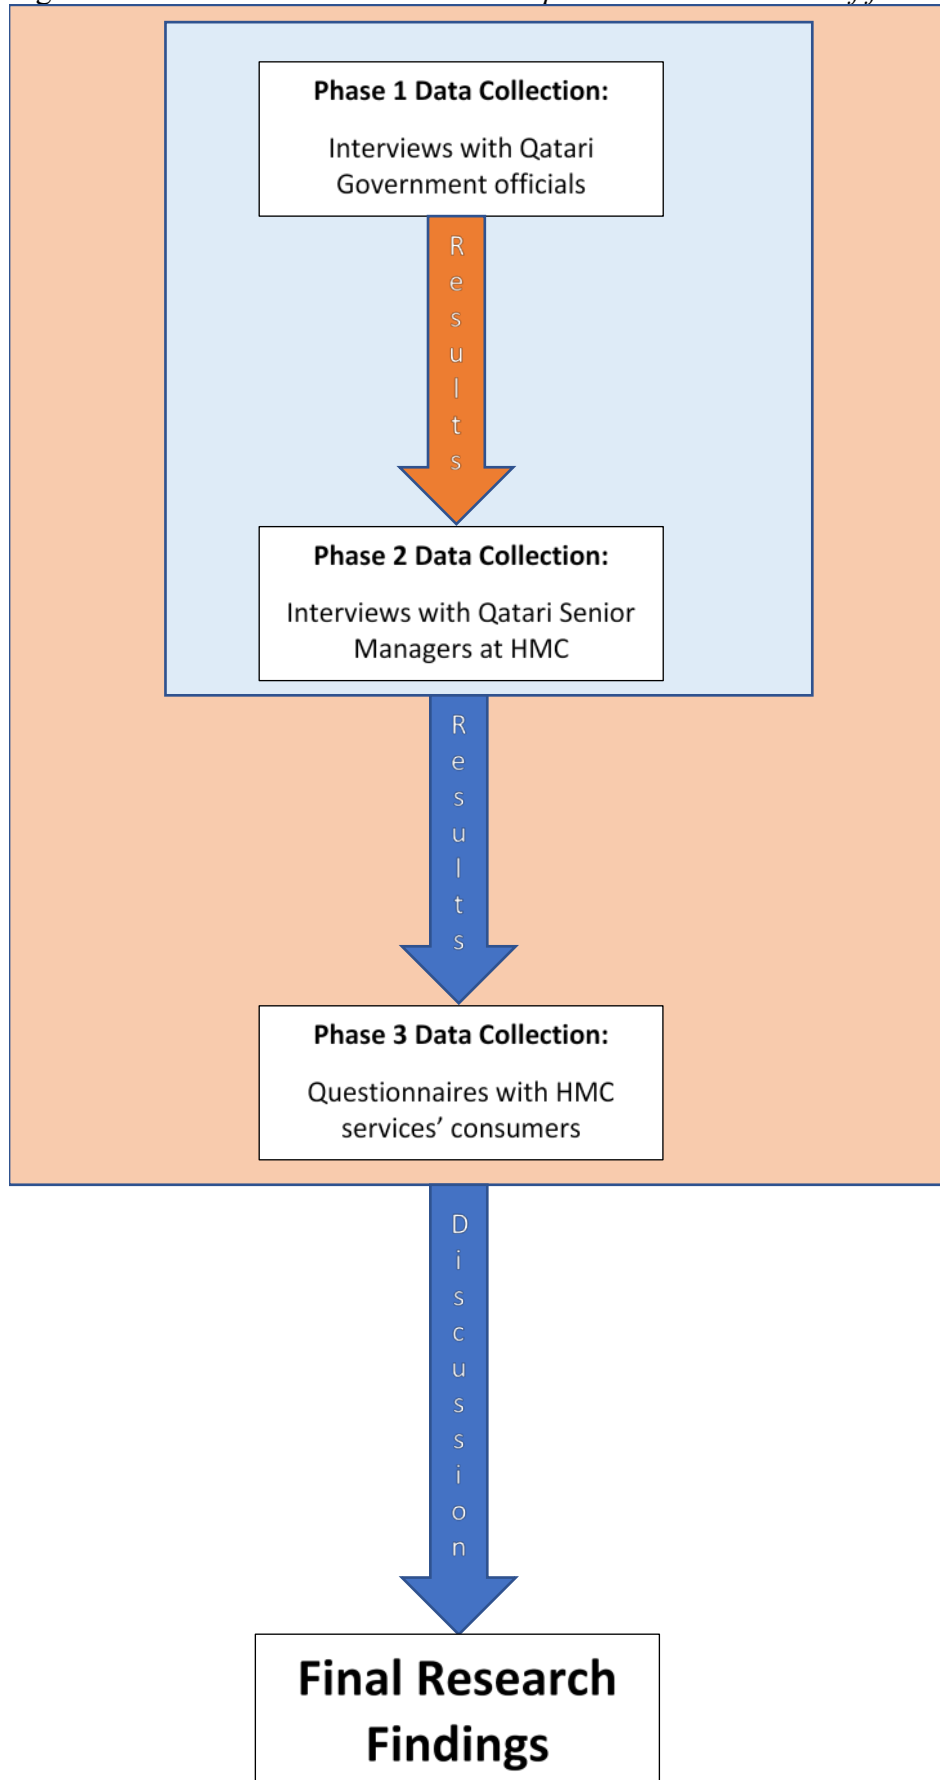 Phase 1 Data Collection:
Interviews with Qatari
Government officials
Results
Phase 2 Data Collection:
Interviews with Qatari Senior
Managers at HMC
Results
Phase 3 Data Collection:
Questionnaires with HMC
services’ consumers
Discussion
Final Research
Findings